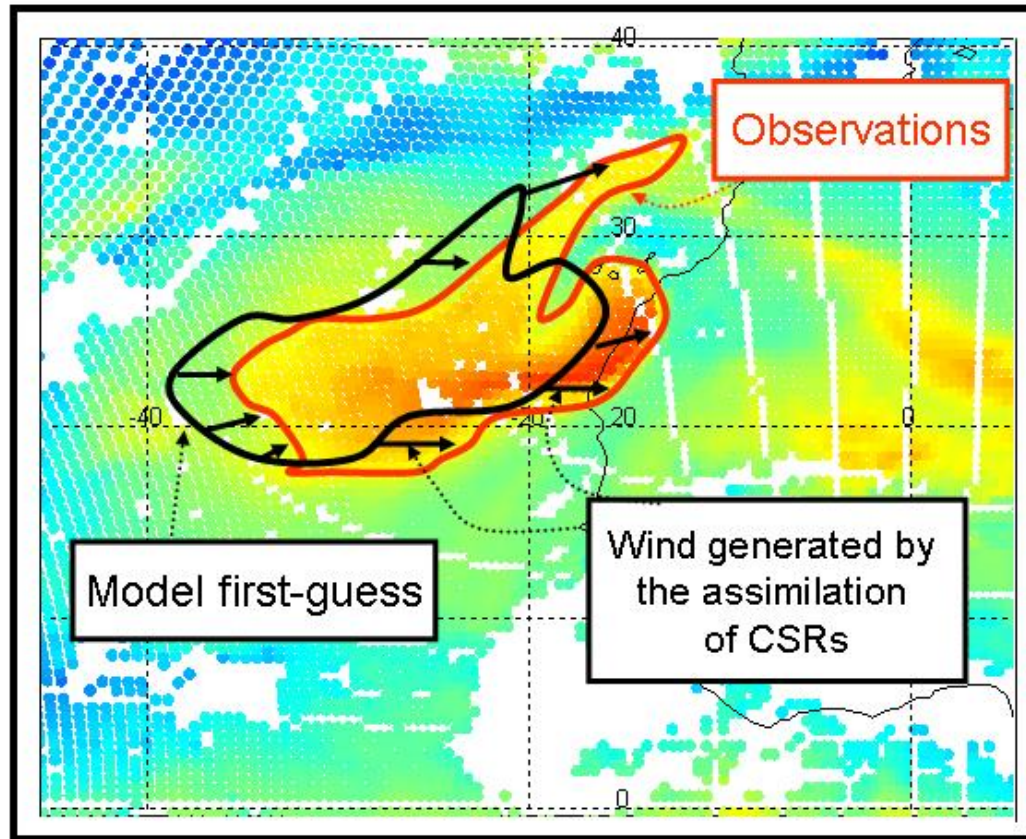 40
Observations
30
-40
-20
20
0
Model first-guess
Wind generated by
the assimilation
of CSRs
0